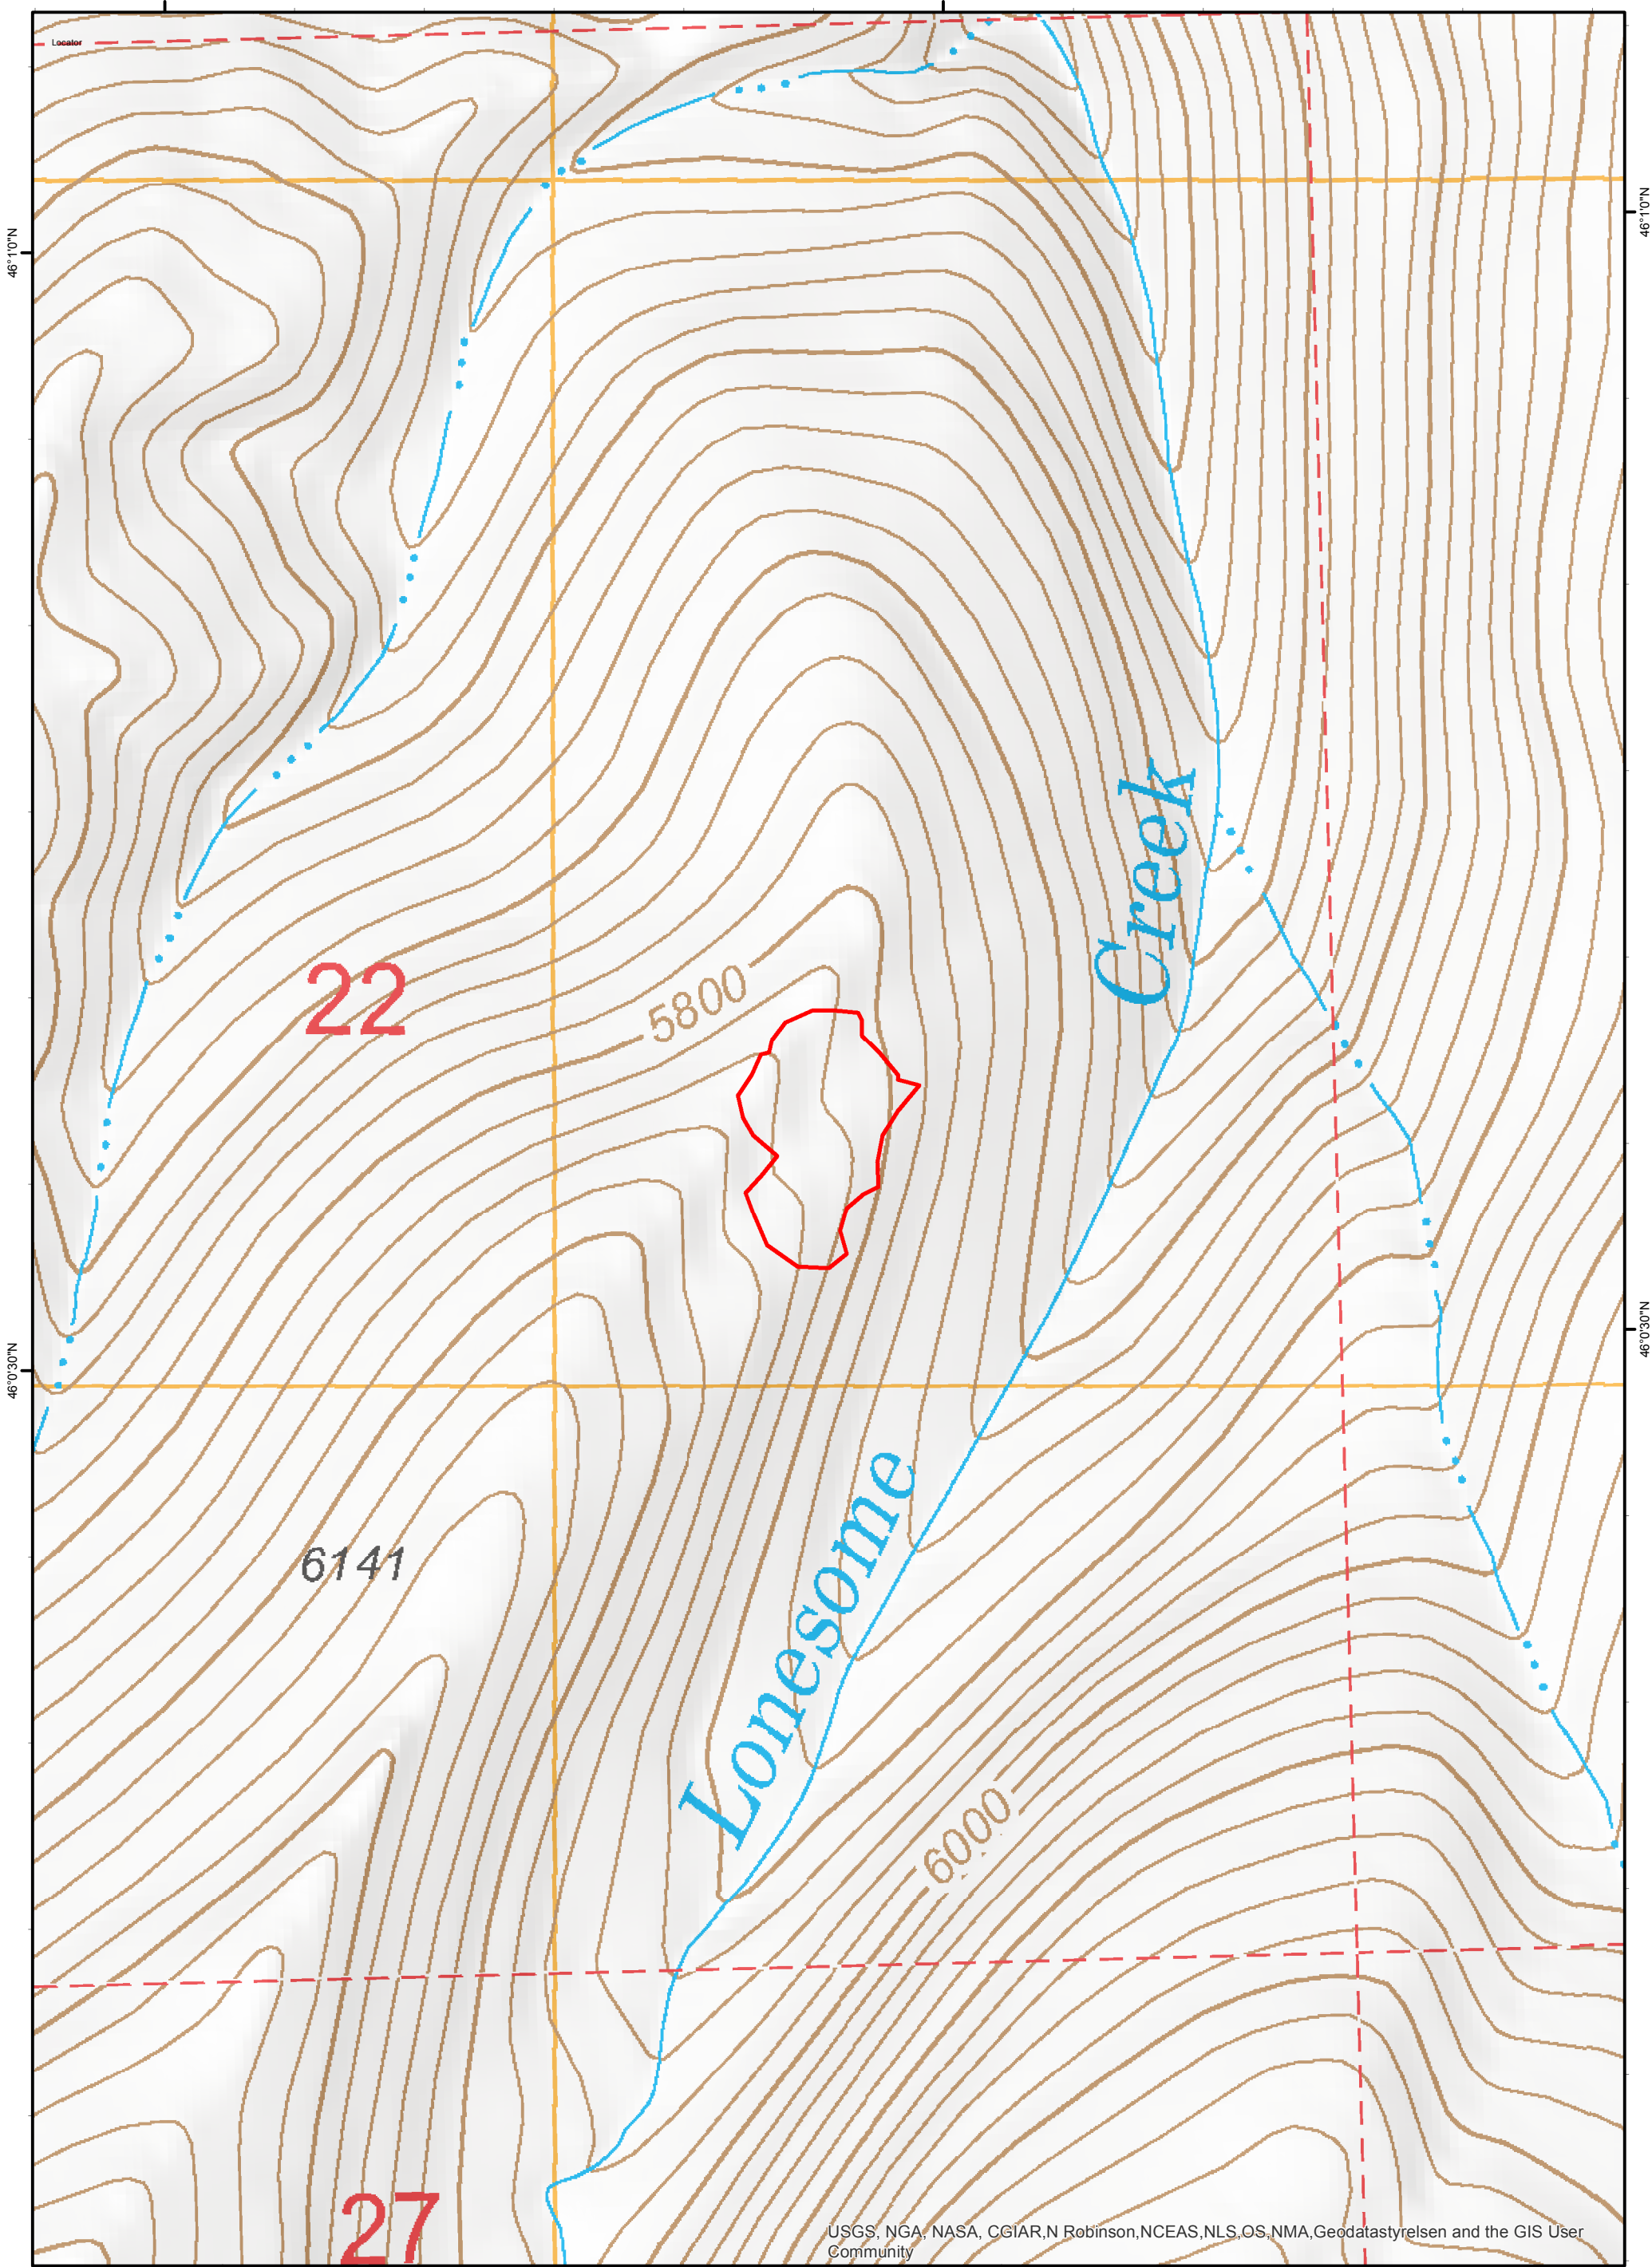 Locator
46°1'0"N
46°1'0"N
Creek
22
5800
46°0'30"N
46°0'30"N
Lonesome
6141
6000
27
USGS, NGA, NASA, CGIAR,N Robinson,NCEAS,NLS,OS,NMA,Geodatastyrelsen and the GIS User
Community